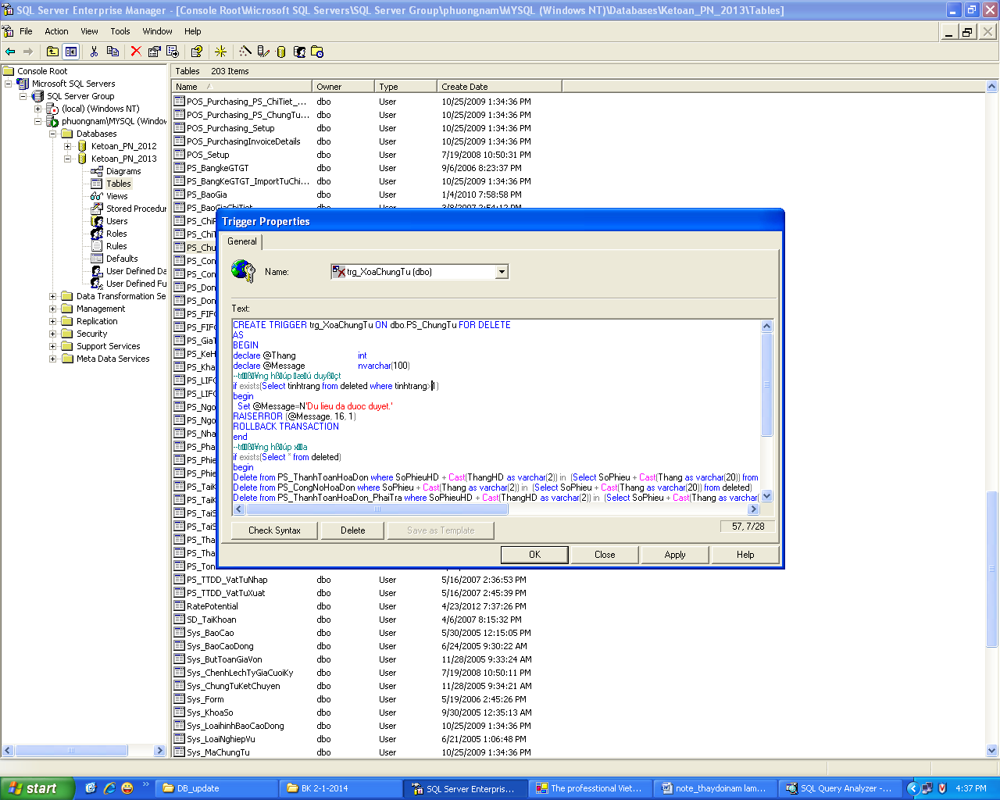 SQL Server Enterprise Manager - [Console Root\Microsoft SQL Servers\SQL Server Group\phuongnam\MYSQL (Windows NT)\Databases\Ketoan_PN_2013\Tables]
File Action View Tools Window Help
Console Root
Microsoft SQL Servers
SQL Server Group
(local) (Windows NT)
phuongnam\MYSQL (Window
Databases
Ketoan_PN_2012
Ketoan_PN_2013
Diagrams
Tables
Views
Stored Procedur
Users
Roles
Rules
Defaults
User Defined Da
User Defined Fu
Data Transformation Se
Management
Replication
Security
Support Services
Meta Data Services
Tables 203 Items
Name Owner Type Create Date
POS_Purchasing_PS_ChiTiet_... dbo User 10/25/2009 1:34:36 PM
POS_Purchasing_PS_ChungTu... dbo User 10/25/2009 1:34:36 PM
POS_Purchasing_Setup dbo User 10/25/2009 1:34:36 PM
POS_PurchasingInvoiceDetails dbo User 10/25/2009 1:34:36 PM
POS_Setup dbo User 7/19/2008 10:50:31 PM
PS_BangkeGTGT dbo User 9/6/2006 8:23:37 PM
PS_BangKeGTGT_ImportTuChi... dbo User 10/25/2009 1:34:36 PM
PS_BaoGia dbo User 1/4/2010 7:58:58 PM
PS_BaoGiaChiTiet dbo User 3/8/2007 2:54:12 PM
PS_ChiF
PS_ChiT
PS_Chu
PS_Con
PS_Con
PS_Don
PS_Don
PS_FIFC
PS_FIFC
PS_GiaT
PS_KeH
PS_Kha
PS_LIFC
PS_LIFC
PS_Ngo
PS_Ngo
PS_Nha
PS_Pha
PS_Phie
PS_Phie
PS_TaiK
PS_TaiK
PS_TaiS
PS_TaiS
PS_Tha
PS_Tha
PS_Ton
PS_TTDD_VatTuNhap dbo User 5/16/2007 2:36:53 PM
PS_TTDD_VatTuXuat dbo User 5/16/2007 2:45:39 PM
RatePotential dbo User 4/23/2012 7:37:26 PM
SD_TaiKhoan dbo User 4/6/2007 8:15:32 PM
Sys_BaoCao dbo User 5/30/2005 12:15:05 PM
Sys_BaoCaoDong dbo User 6/24/2005 9:30:22 AM
Sys_ButToanGiaVon dbo User 11/28/2005 9:33:24 AM
Sys_ChenhLechTyGiaCuoiKy dbo User 7/19/2008 10:50:11 PM
Sys_ChungTuKetChuyen dbo User 11/28/2005 9:34:21 AM
Sys_Form dbo User 5/19/2006 2:45:26 PM
Sys_KhoaSo dbo User 9/30/2005 12:35:13 AM
Sys_LoaihinhBaoCaoDong dbo User 10/25/2009 1:34:36 PM
Sys_LoaiNghiepVu dbo User 6/21/2005 1:06:48 PM
Sys_MaChungTu dbo User 10/25/2009 1:34:36 PM
Trigger Properties
General
Name: trg_XoaChungTu (dbo)
Text:
CREATE TRIGGER trg_XoaChungTu ON dbo.PS_ChungTu FOR DELETE
AS
BEGIN
declare @Thang int
declare @Message nvarchar(100)
if exists(Select tinhtrang from deleted where tinhtrang>1)
begin
Set @Message=N'Du lieu da duoc duyet.'
RAISERROR (@Message, 16, 1)
ROLLBACK TRANSACTION
end
if exists(Select * from deleted)
begin
Delete from PS_ThanhToanHoaDon where SoPhieuHD + Cast(ThangHD as varchar(2)) in (Select SoPhieu + Cast(Thang as varchar(20)) from
Delete from PS_CongNoHoaDon where SoPhieu + Cast(Thang as varchar(2)) in (Select SoPhieu + Cast(Thang as varchar(20)) from deleted)
Delete from PS_ThanhToanHoaDon_PhaiTra where SoPhieuHD + Cast(ThangHD as varchar(2)) in (Select SoPhieu + Cast(Thang as varchar(
Check Syntax Delete Save as Template 57, 7/28
OK Close Apply Help
start DB_update BK 2-1-2014 SQL Server Enterpris... The professional Viet... note_thaydoinam lam... SQL Query Analyzer -... 4:37 PM